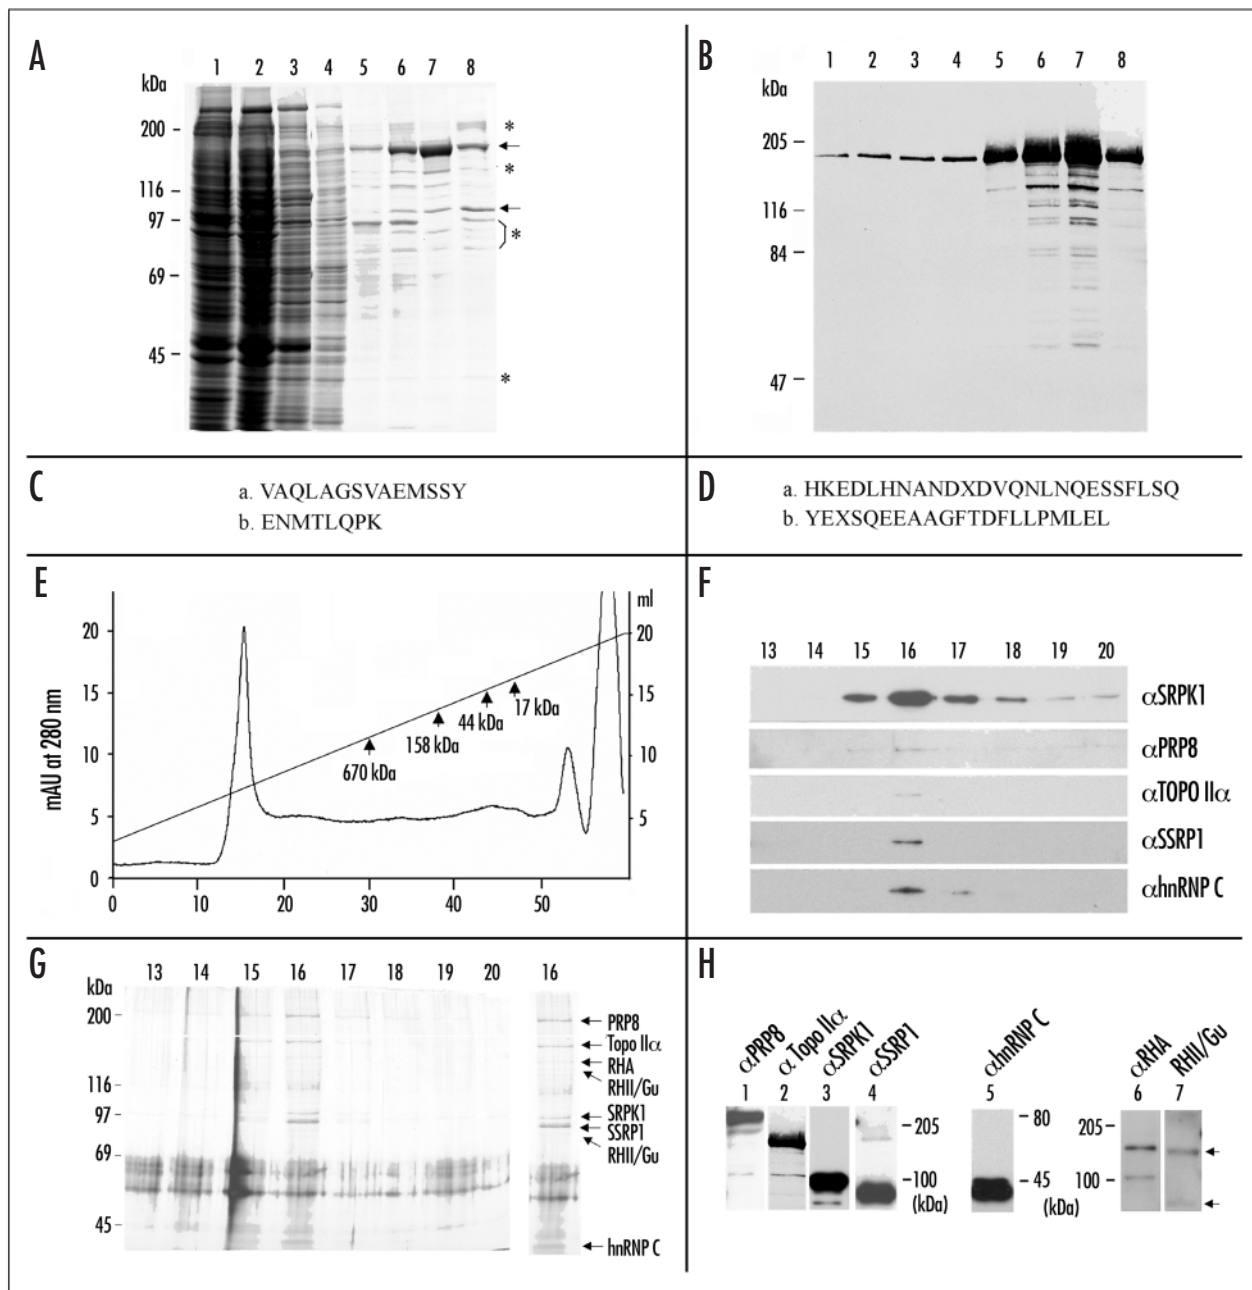 A
1 2 3 4 5 6 7 8
kDa
200
*
*
116
97
*
69
45
*
B
1 2 3 4 5 6 7 8
kDa
205
116
84
47
C
a. VAQLAGSVAEMSSY
b. ENMTLQPK
D
a. HKEDLHNANDXDVQNLNQESSFLSQ
b. YEXSQEEAAGFTDFLLPMLEL
E
ml
20
20
15
15
10
10
5
5
0
mAU at 280 nm
670 kDa
158 kDa
44 kDa
17 kDa
0 10 20 30 40 50
F
13 14 15 16 17 18 19 20
αSRPK1
αPRP8
αTOPO IIα
αSSRP1
αhnRNP C
G
13 14 15 16 17 18 19 20 16
kDa
200
116
97
69
45
PRP8
Topo IIα
RHA
RHII/Gu
SRPK1
SSRP1
RHII/Gu
hnRNP C
H
αPRP8
α Topo IIα
αSRPK1
αSSRP1
αhnRNP C
αRHA
RHII/Gu
1 2 3 4 5 6 7
205
100
(kDa)
80
45
(kDa)
205
100